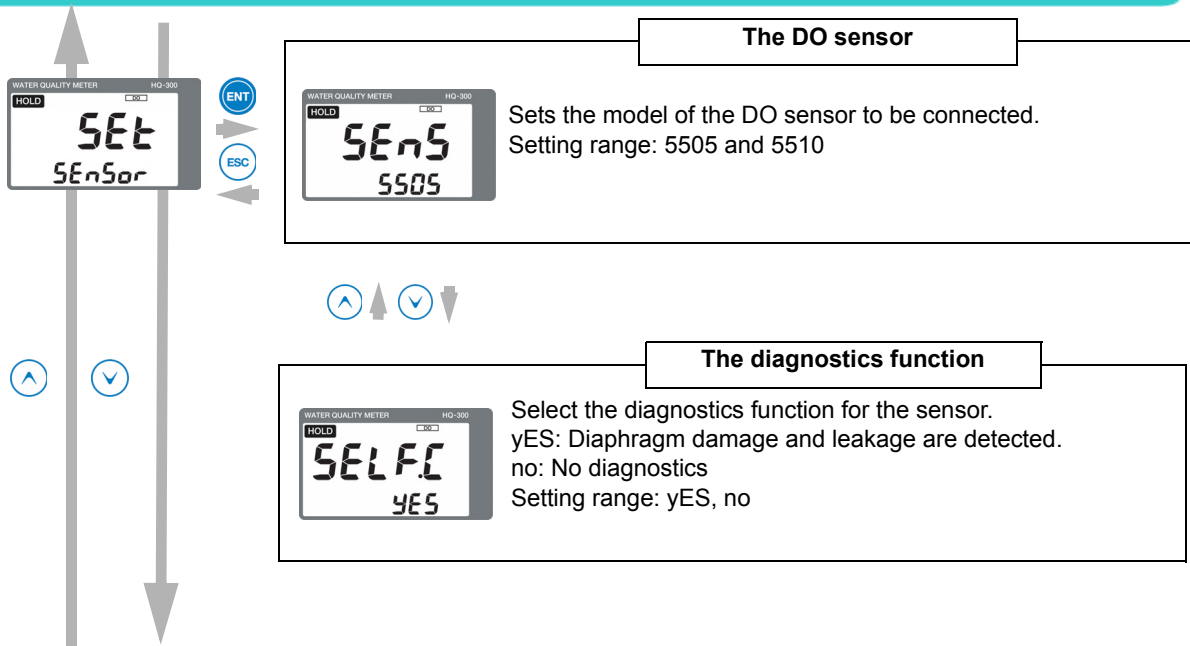 The DO sensor
WATER QUALITY METER HQ-300
HOLD DO
SEt
SEnSor
ENT
ESC
WATER QUALITY METER HQ-300
HOLD DO
SEnS
5505
Sets the model of the DO sensor to be connected.
Setting range: 5505 and 5510
The diagnostics function
WATER QUALITY METER HQ-300
HOLD DO
SELF.C
yES
Select the diagnostics function for the sensor.
yES: Diaphragm damage and leakage are detected.
no: No diagnostics
Setting range: yES, no